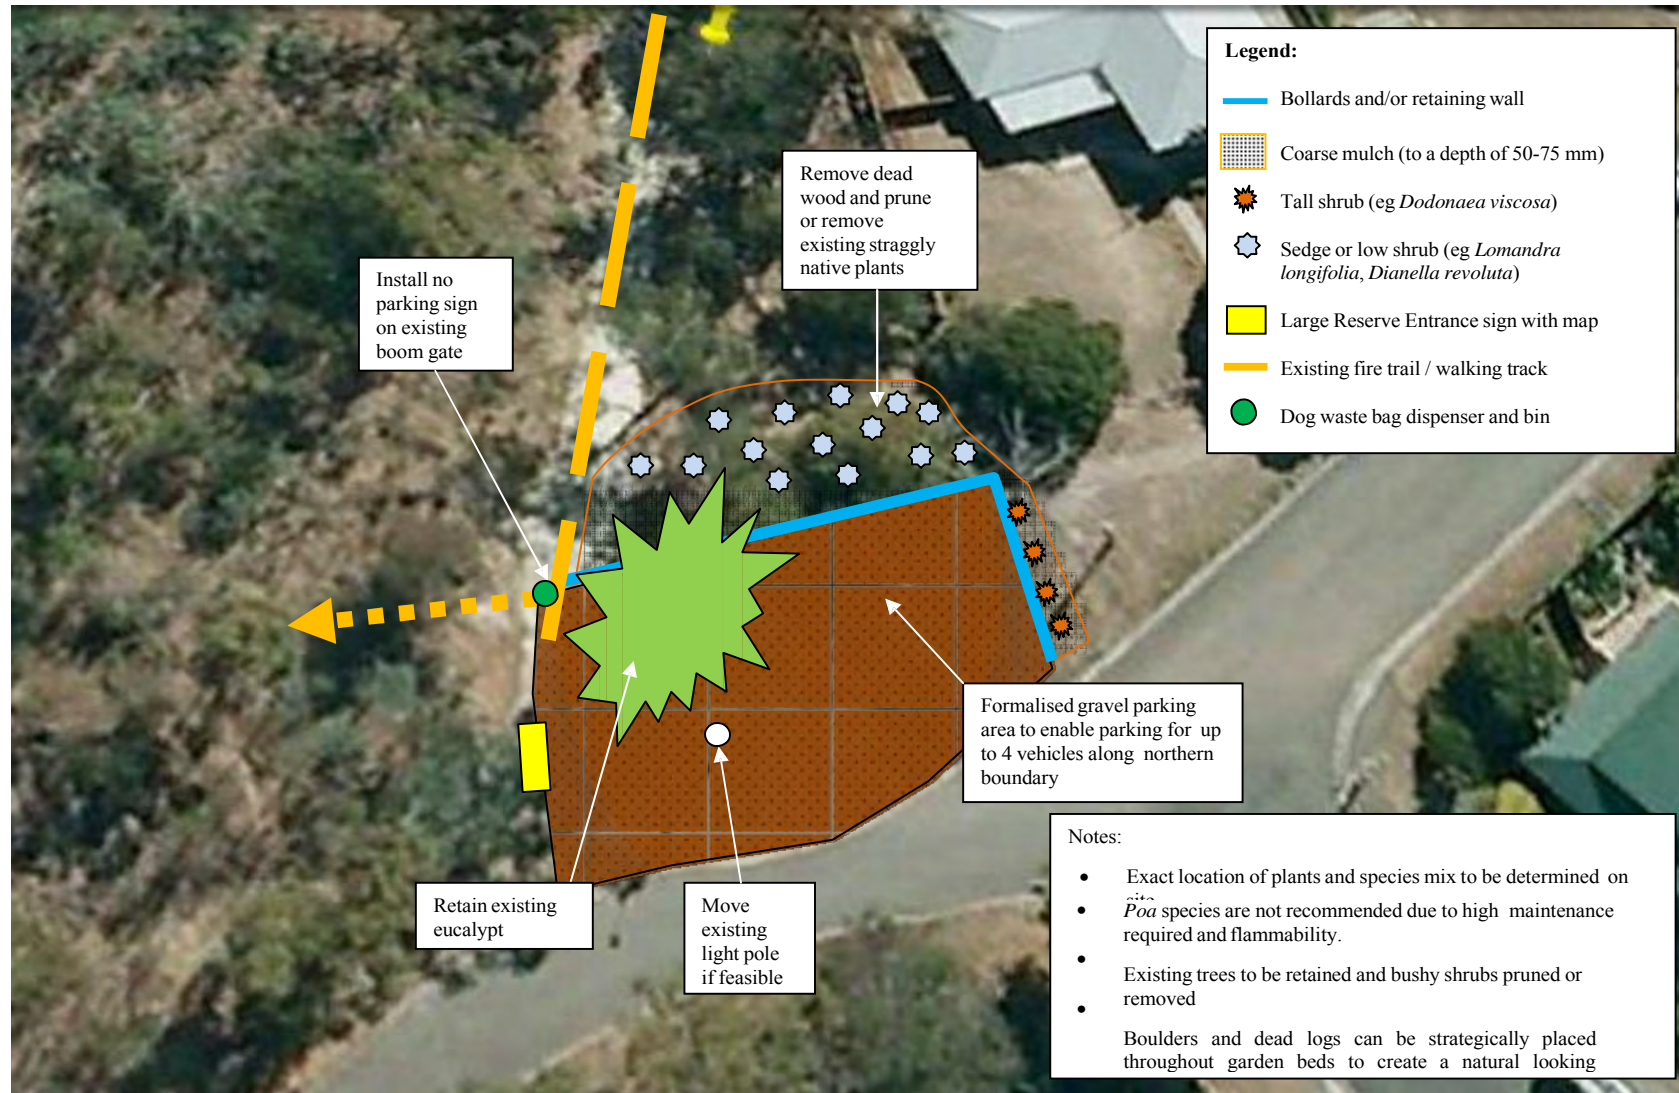 Legend:
Bollards and/or retaining wall
Coarse mulch (to a depth of 50-75 mm)
Tall shrub (eg Dodonaea viscosa)
Sedge or low shrub (eg Lomandra
longifolia, Dianella revoluta)
Large Reserve Entrance sign with map
Existing fire trail / walking track
Dog waste bag dispenser and bin
Remove dead
wood and prune
or remove
existing straggly
native plants
Install no
parking sign
on existing
boom gate
Formalised gravel parking
area to enable parking for up
to 4 vehicles along northern
boundary
Retain existing
eucalypt
Move
existing
light pole
if feasible
Notes:
• Exact location of plants and species mix to be determined on
site
• Poa species are not recommended due to high maintenance
required and flammability.
• Existing trees to be retained and bushy shrubs pruned or
removed
• Boulders and dead logs can be strategically placed
throughout garden beds to create a natural looking